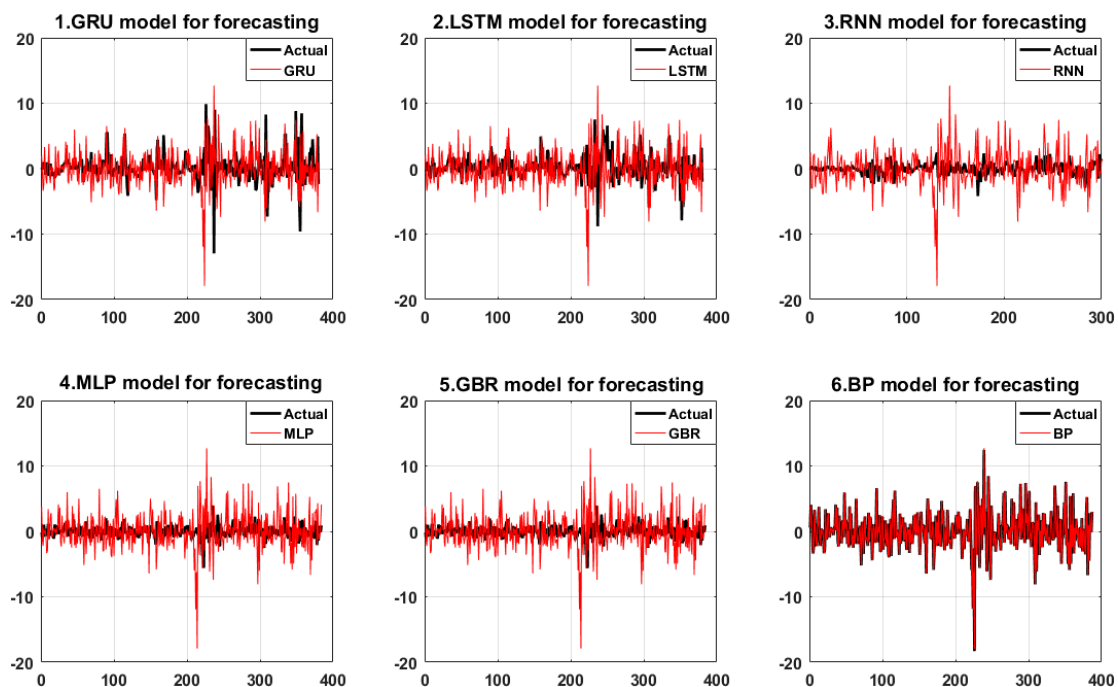 1.GRU model for forecasting
20
10
0
-10
-20
0 100 200 300 400
Actual
GRU
2.LSTM model for forecasting
20
10
0
-10
-20
0 100 200 300 400
Actual
LSTM
3.RNN model for forecasting
20
10
0
-10
-20
0 100 200 300
Actual
RNN
4.MLP model for forecasting
20
10
0
-10
-20
0 100 200 300 400
Actual
MLP
5.GBR model for forecasting
20
10
0
-10
-20
0 100 200 300 400
Actual
GBR
6.BP model for forecasting
20
10
0
-10
-20
0 100 200 300 400
Actual
BP